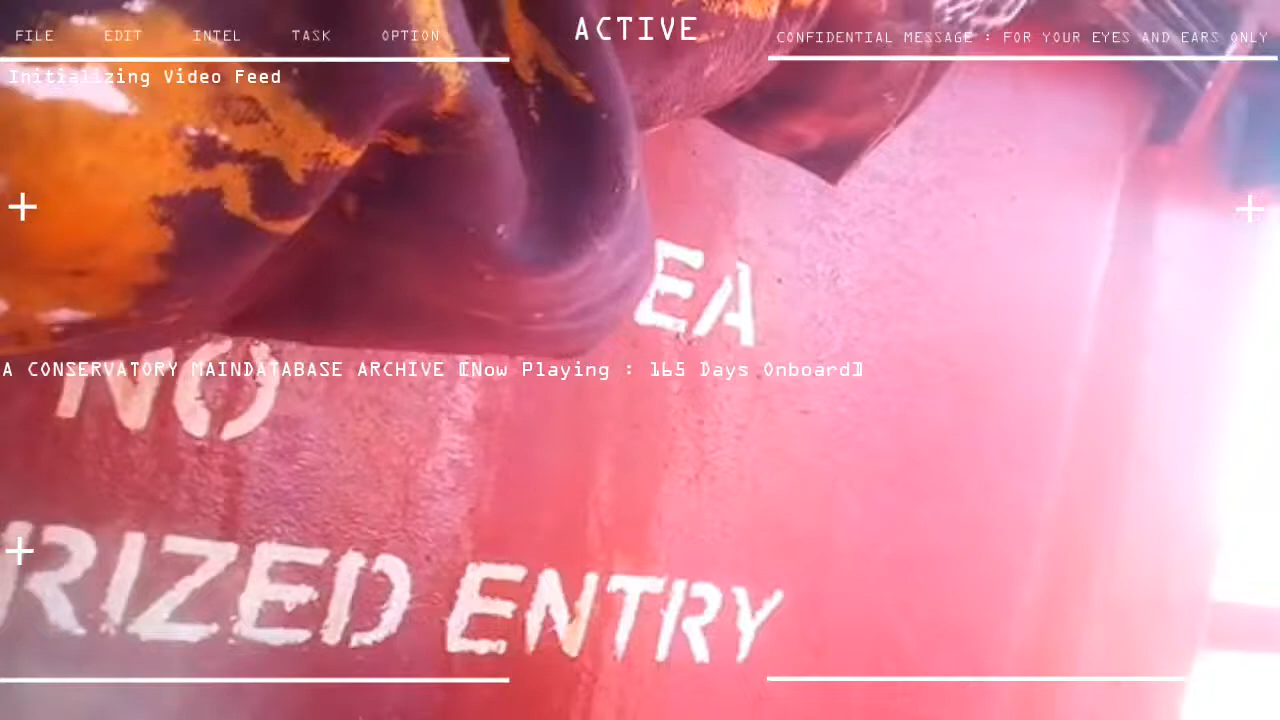 FILE EDIT INTEL TASK OPTION
ACTIVE
CONFIDENTIAL MESSAGE : FOR YOUR EYES AND EARS ONLY
Initializing Video Feed
EA
A CONSERVATORY MAINDATABASE ARCHIVE [Now Playing : 165 Days Onboard]
NO
RIZED ENTRY